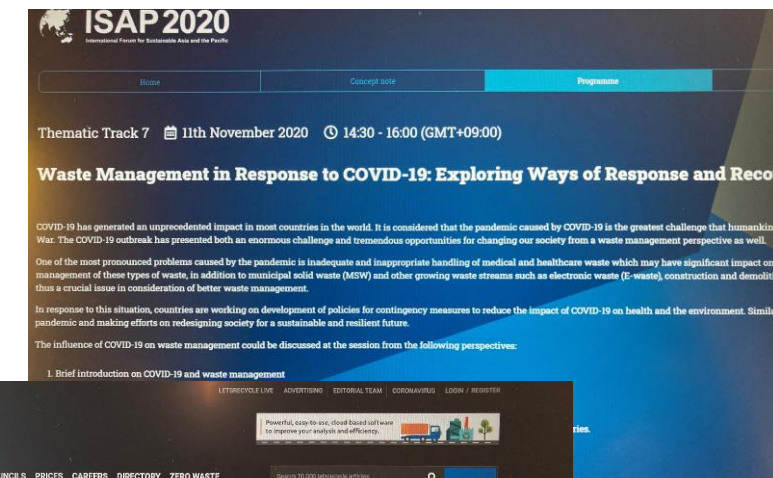 ISAP 2020
International Forum for Sustainable Asia and the Pacific
Home
Concept note
Programme
Thematic Track 7 11th November 2020 14:30 - 16:00 (GMT+09:00)
Waste Management in Response to COVID-19: Exploring Ways of Response and Reco
COVID-19 has generated an unprecedented impact in most countries in the world. It is considered that the pandemic caused by COVID-19 is the greatest challenge that humankin
War. The COVID-19 outbreak has presented both an enormous challenge and tremendous opportunities for changing our society from a waste management perspective as well.
One of the most pronounced problems caused by the pandemic is inadequate and inappropriate handling of medical and healthcare waste which may have significant impact on
management of these types of waste, in addition to municipal solid waste (MSW) and other growing waste streams such as electronic waste (E-waste), construction and demoliti
thus a crucial issue in consideration of better waste management.
In response to this situation, countries are working on development of policies for contingency measures to reduce the impact of COVID-19 on health and the environment. Simila
pandemic and making efforts on redesigning society for a sustainable and resilient future.
The influence of COVID-19 on waste management could be discussed at the session from the following perspectives:
1. Brief introduction on COVID-19 and waste management
ries.
LETSRECYCLE LIVE ADVERTISING EDITORIAL TEAM CORONAVIRUS LOGIN / REGISTER
Powerful, easy-to-use, cloud-based software
to improve your analysis and efficiency.
UNCILS PRICES CAREERS DIRECTORY ZERO WASTE
Search 20,000 letsrecycle articles